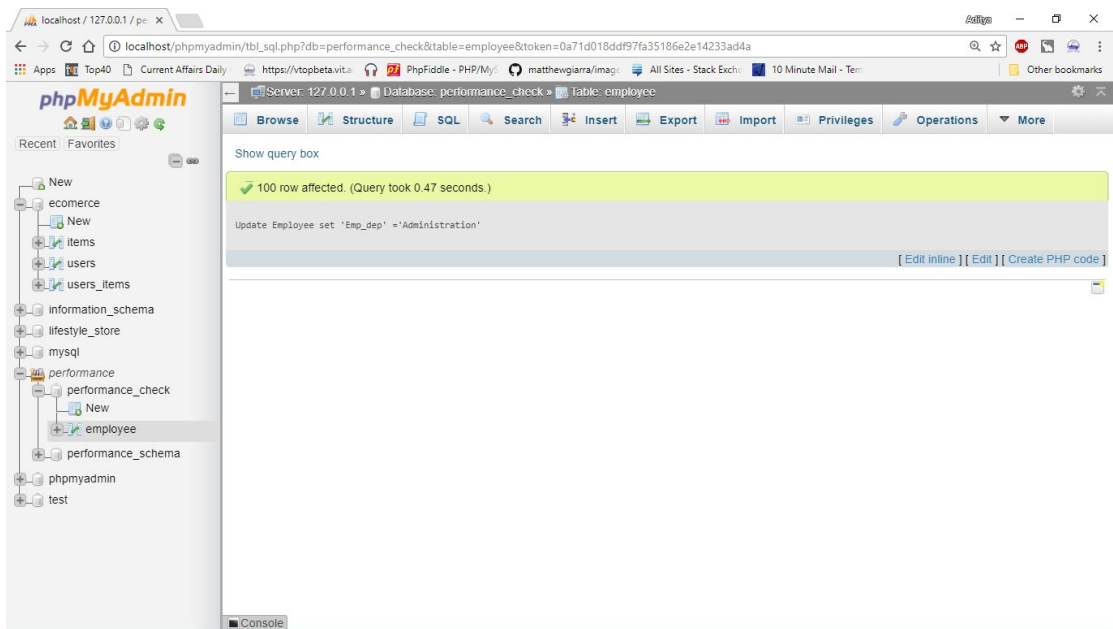 localhost / 127.0.0.1 / pe
Aditya
localhost/phpmyadmin/tbl_sql.php?db=performance_check&table=employee&token=0a71d018ddf97fa35186e2e14233ad4a
ABP
Apps Top40 Current Affairs Daily https://vtopbeta.vit.a PhpFiddle - PHP/MyS matthewgiarra/image All Sites - Stack Excha 10 Minute Mail - Tem Other bookmarks
phpMyAdmin
Recent Favorites
New
ecomerce
New
items
users
users_items
information_schema
lifestyle_store
mysql
performance
performance_check
New
employee
performance_schema
phpmyadmin
test
Server: 127.0.0.1 » Database: performance_check » Table: employee
Browse Structure SQL Search Insert Export Import Privileges Operations More
Show query box
100 row affected. (Query took 0.47 seconds.)
Update Employee set 'Emp_dep' ='Administration'
[ Edit inline ] [ Edit ] [ Create PHP code ]
Console